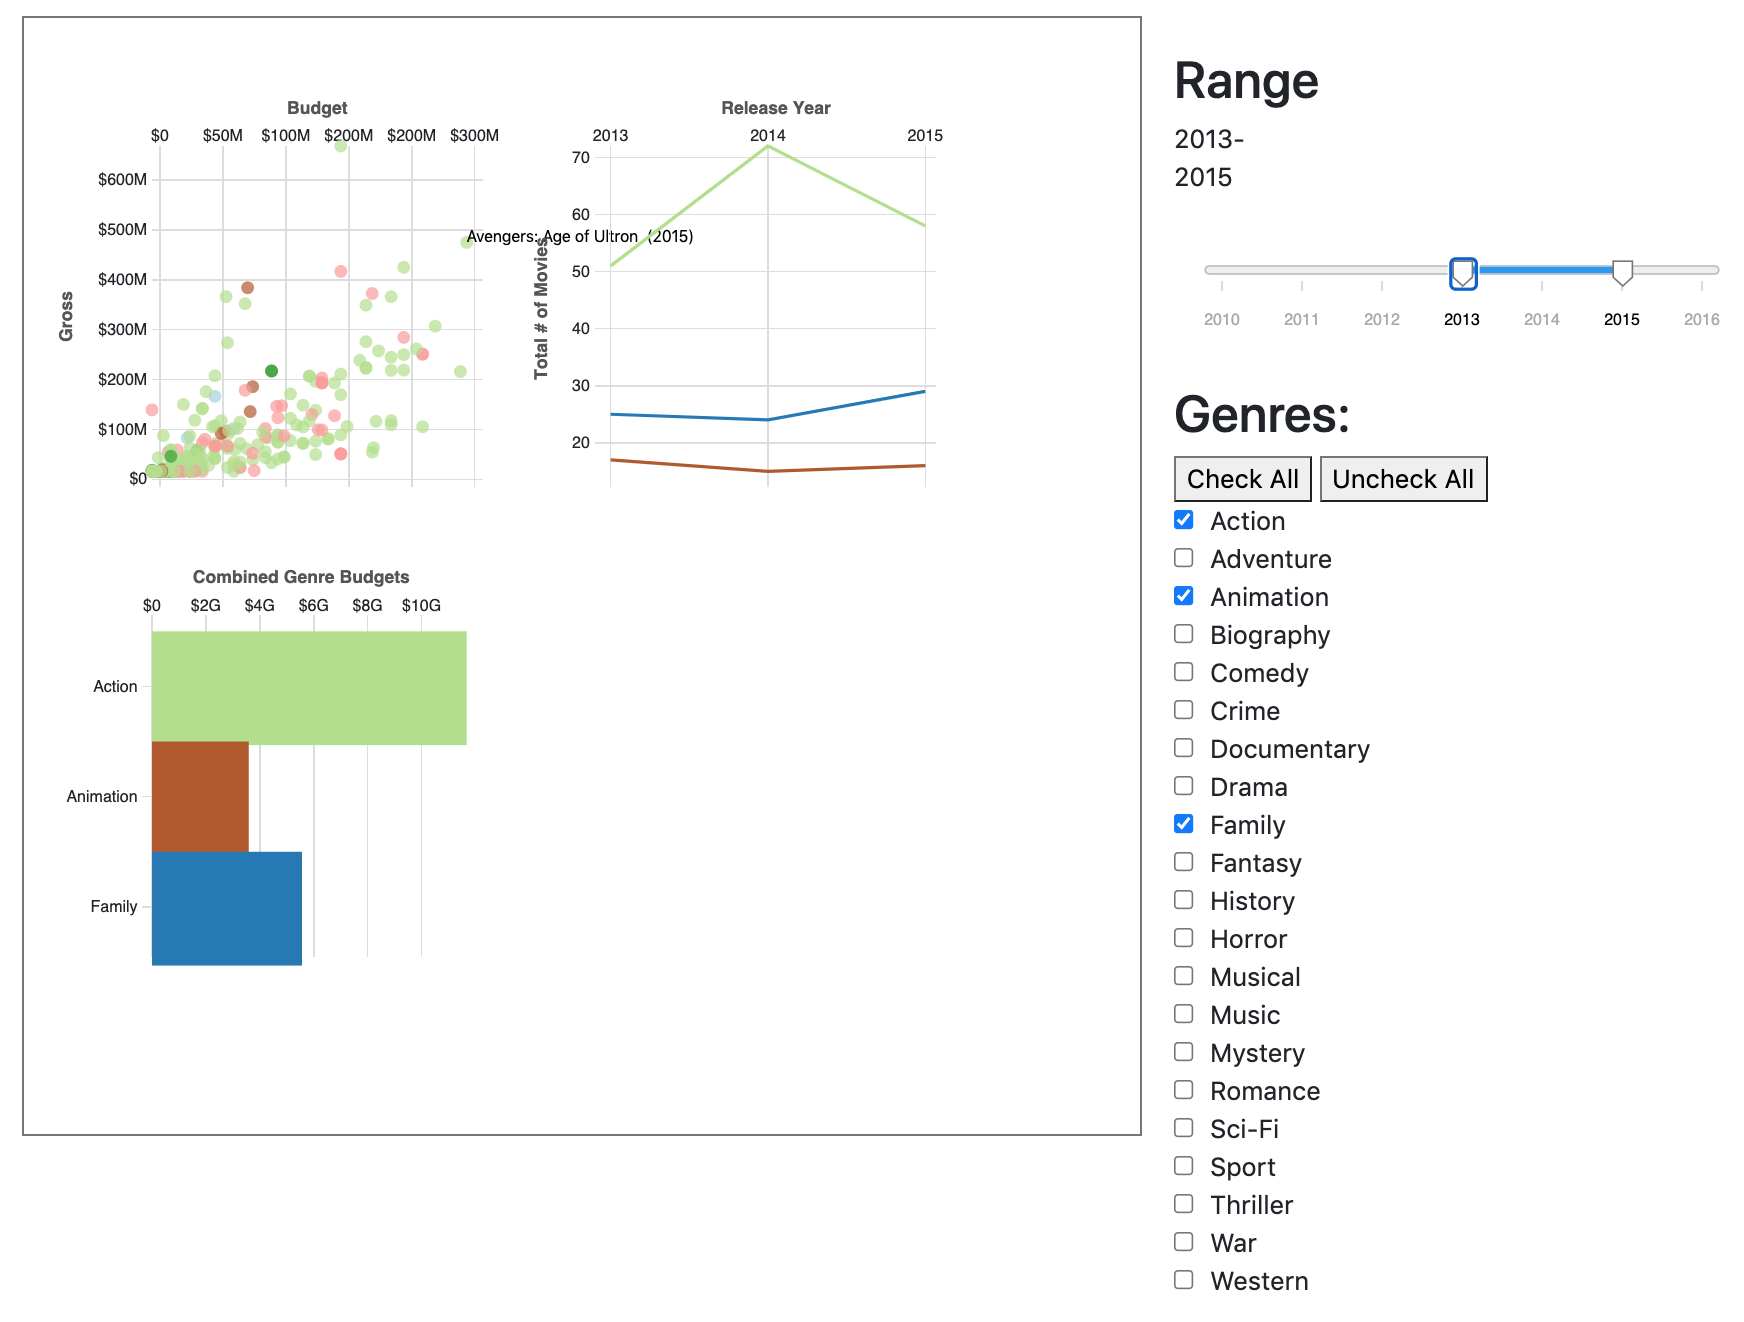 Budget
$0 $50M $100M $200M $200M $300M
$600M
$500M
$400M
$300M
$200M
$100M
$0
Gross
Avengers: Age of Ultron (2015)
Release Year
2013 2014 2015
70
60
50
40
30
20
Total # of Movies
Combined Genre Budgets
$0 $2G $4G $6G $8G $10G
Action
Animation
Family
Range
2013-
2015
2010 2011 2012 2013 2014 2015 2016
Genres:
Check All Uncheck All
Action
Adventure
Animation
Biography
Comedy
Crime
Documentary
Drama
Family
Fantasy
History
Horror
Musical
Music
Mystery
Romance
Sci-Fi
Sport
Thriller
War
Western